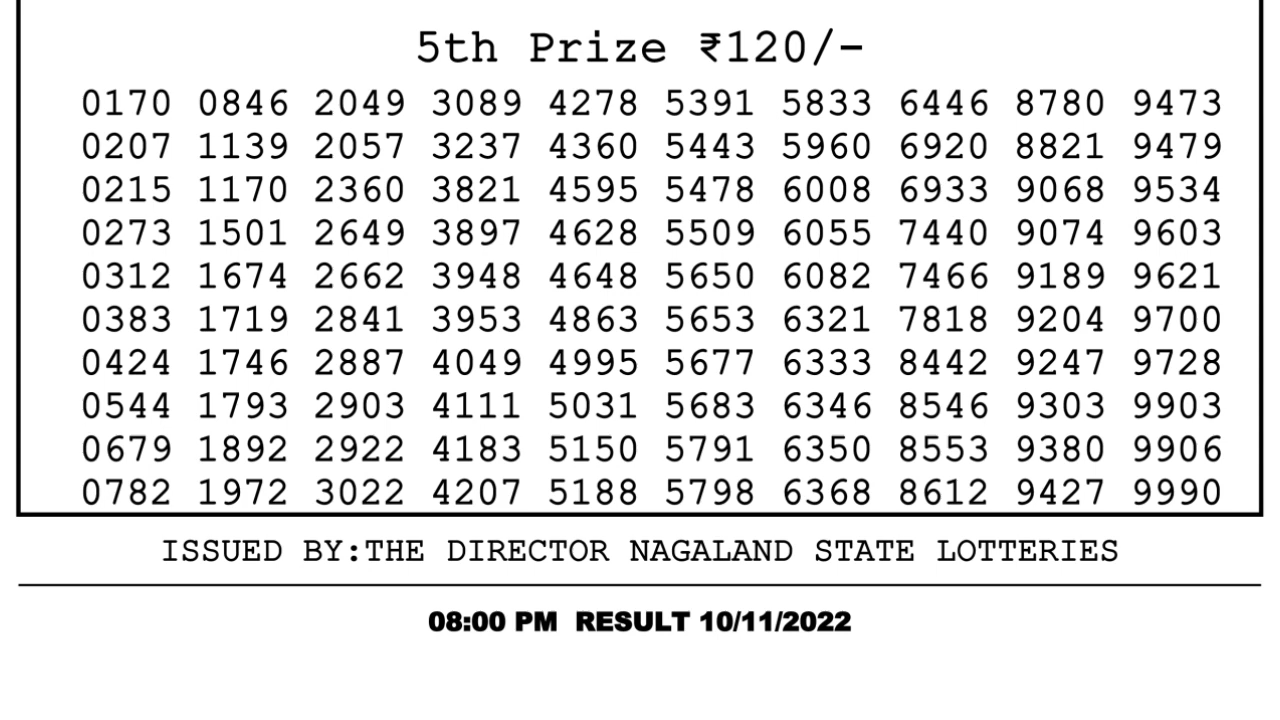 5th Prize ₹120/-
0170 0846 2049 3089 4278 5391 5833 6446 8780 9473
0207 1139 2057 3237 4360 5443 5960 6920 8821 9479
0215 1170 2360 3821 4595 5478 6008 6933 9068 9534
0273 1501 2649 3897 4628 5509 6055 7440 9074 9603
0312 1674 2662 3948 4648 5650 6082 7466 9189 9621
0383 1719 2841 3953 4863 5653 6321 7818 9204 9700
0424 1746 2887 4049 4995 5677 6333 8442 9247 9728
0544 1793 2903 4111 5031 5683 6346 8546 9303 9903
0679 1892 2922 4183 5150 5791 6350 8553 9380 9906
0782 1972 3022 4207 5188 5798 6368 8612 9427 9990
ISSUED BY:THE DIRECTOR NAGALAND STATE LOTTERIES
08:00 PM RESULT 10/11/2022